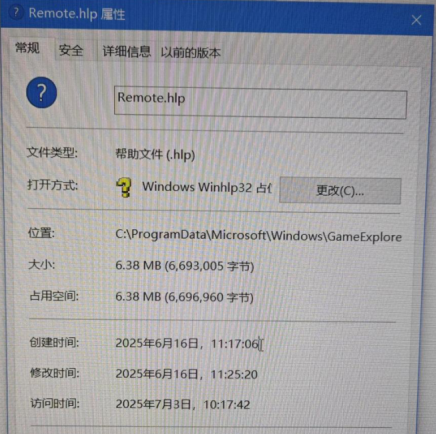 Remote.hlp 属性
常规 安全 详细信息 以前的版本
Remote.hlp
文件类型: 帮助文件 (.hlp)
打开方式: Windows Winhlp32 占位 更改(C)...
位置: C:\ProgramData\Microsoft\Windows\GameExplore
大小: 6.38 MB (6,693,005 字节)
占用空间: 6.38 MB (6,696,960 字节)
创建时间: 2025年6月16日，11:17:06
修改时间: 2025年6月16日，11:25:20
访问时间: 2025年7月3日，10:17:42